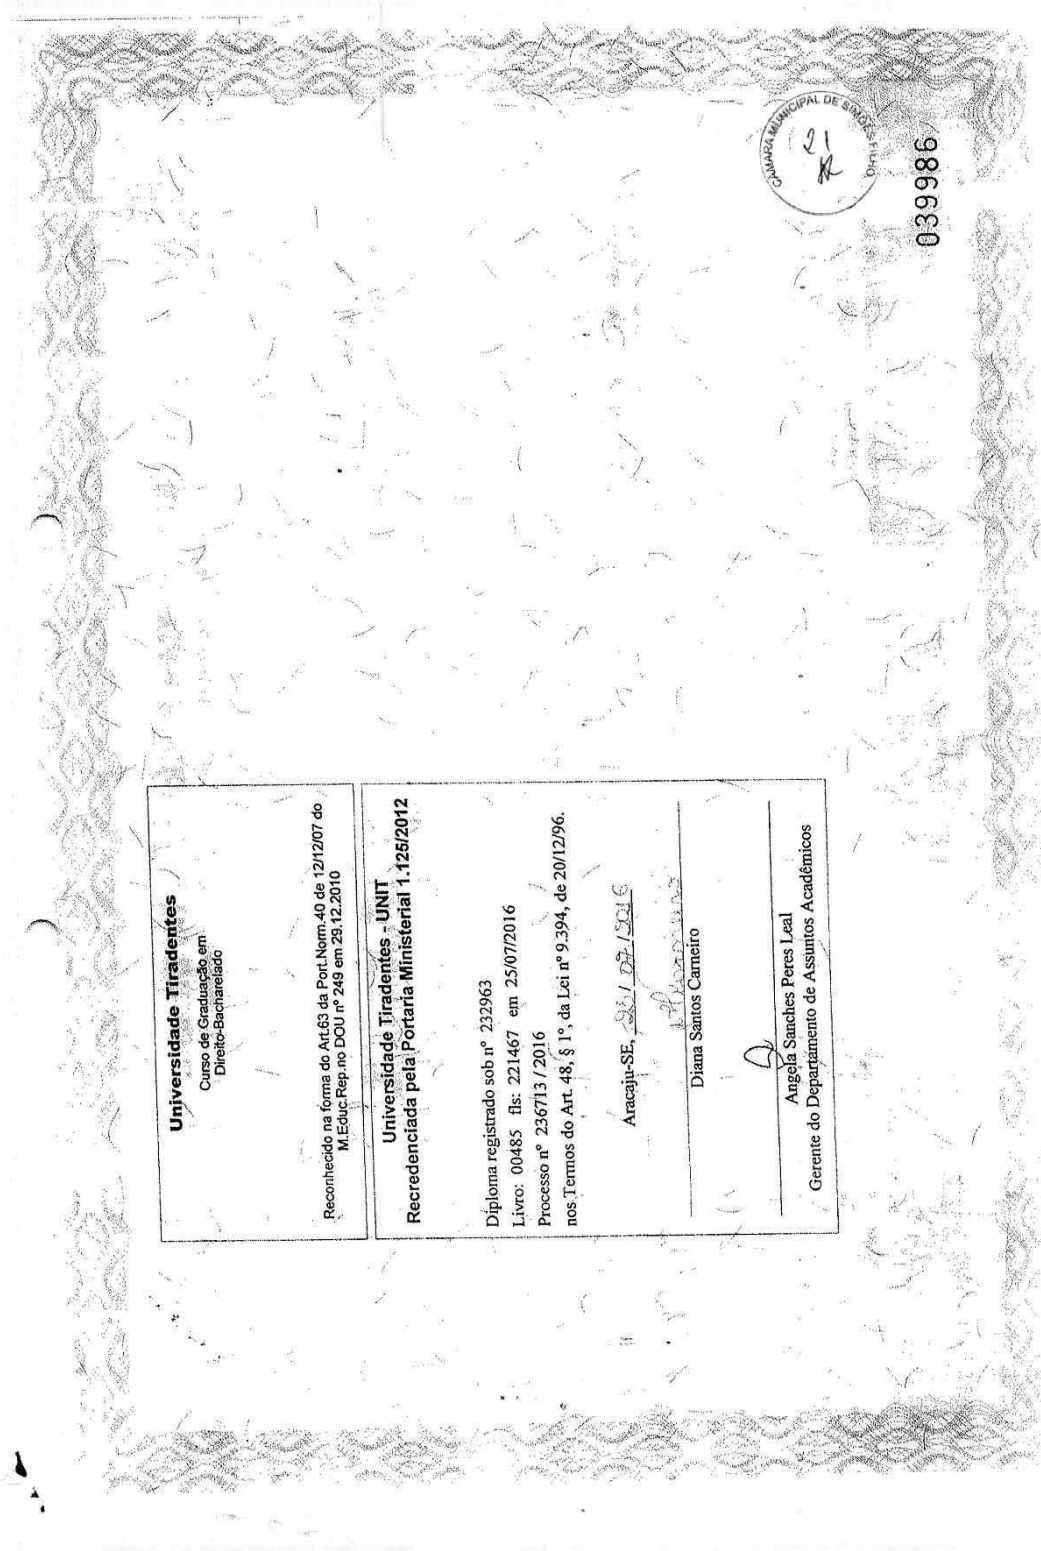 Universidade Tiradentes
Curso de Graduação em
Direito-Bacharelado
Reconhecido na forma do Art.63 da Port.Norm.40 de 12/12/07 do
M.Educ.Rep.no DOU nº 249 em 29.12.2010
Universidade Tiradentes - UNIT
Recredenciada pela Portaria Ministerial 1.125/2012
Diploma registrado sob nº 232963
Livro: 00485 fls: 221467 em 25/07/2016
Processo nº 236713 / 2016
nos Termos do Art. 48, § 1º, da Lei nº 9.394, de 20/12/96.
Aracaju-SE,
Diana Santos Carneiro
Angela Sanches Peres Leal
Gerente do Departamento de Assuntos Acadêmicos
CÂMARA MUNICIPAL DE SIMÕES FILHO
21
039986